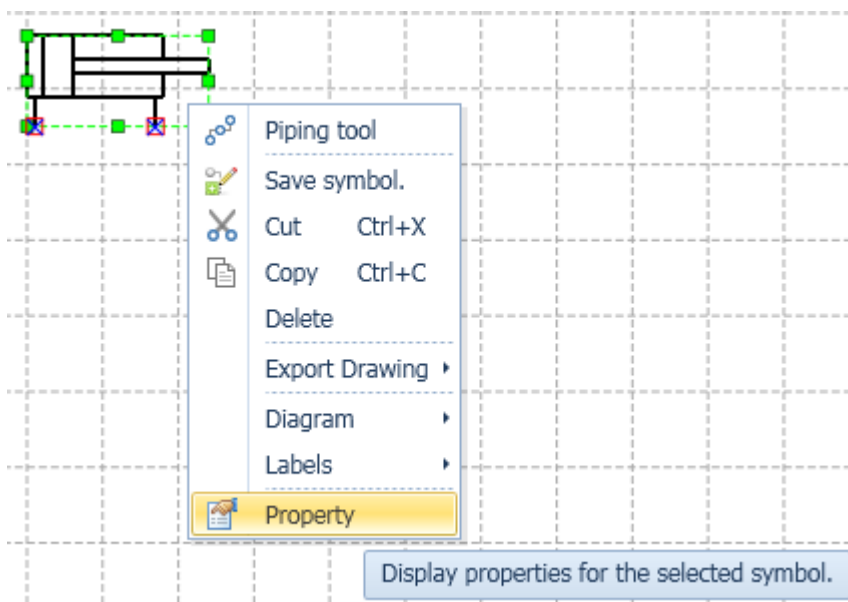 Piping tool
Save symbol.
Cut Ctrl+X
Copy Ctrl+C
Delete
Export Drawing
Diagram
Labels
Property
Display properties for the selected symbol.